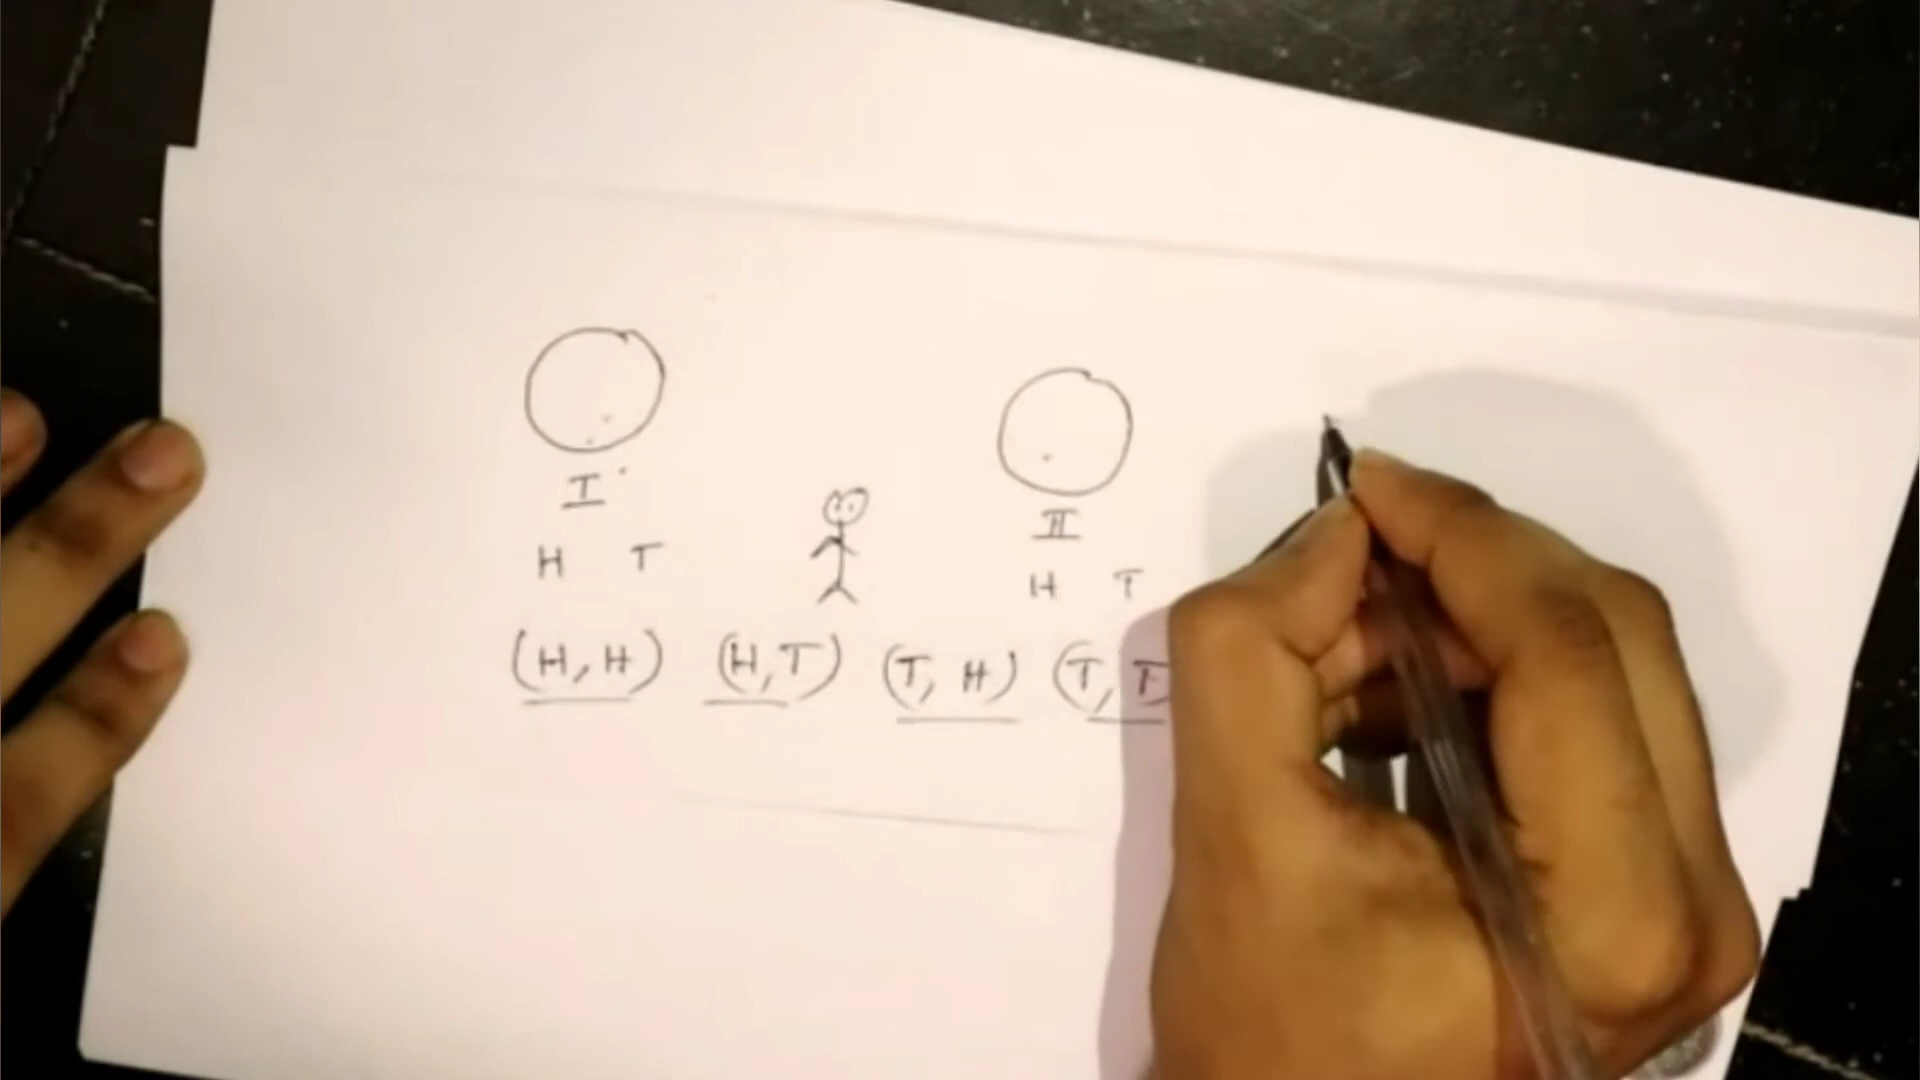 I II
H T H T
(H, H) (H, T) (T, H) (T, T